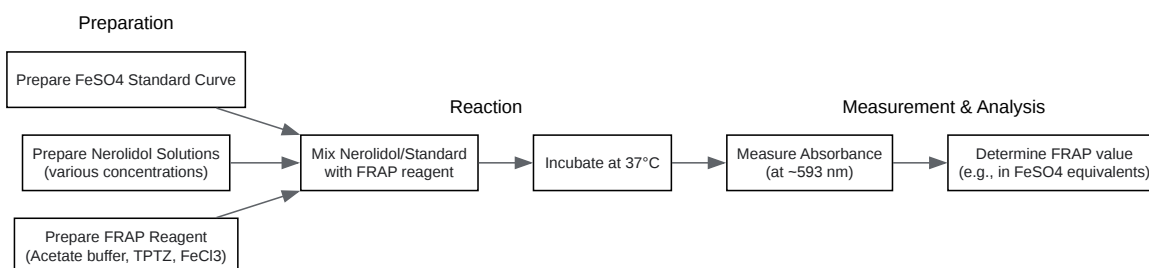 Preparation
Prepare FeSO4 Standard Curve
Prepare Nerolidol Solutions
(various concentrations)
Prepare FRAP Reagent
(Acetate buffer, TPTZ, FeCl3)
Reaction
Mix Nerolidol/Standard
with FRAP reagent
Incubate at 37°C
Measurement & Analysis
Measure Absorbance
(at ~593 nm)
Determine FRAP value
(e.g., in FeSO4 equivalents)